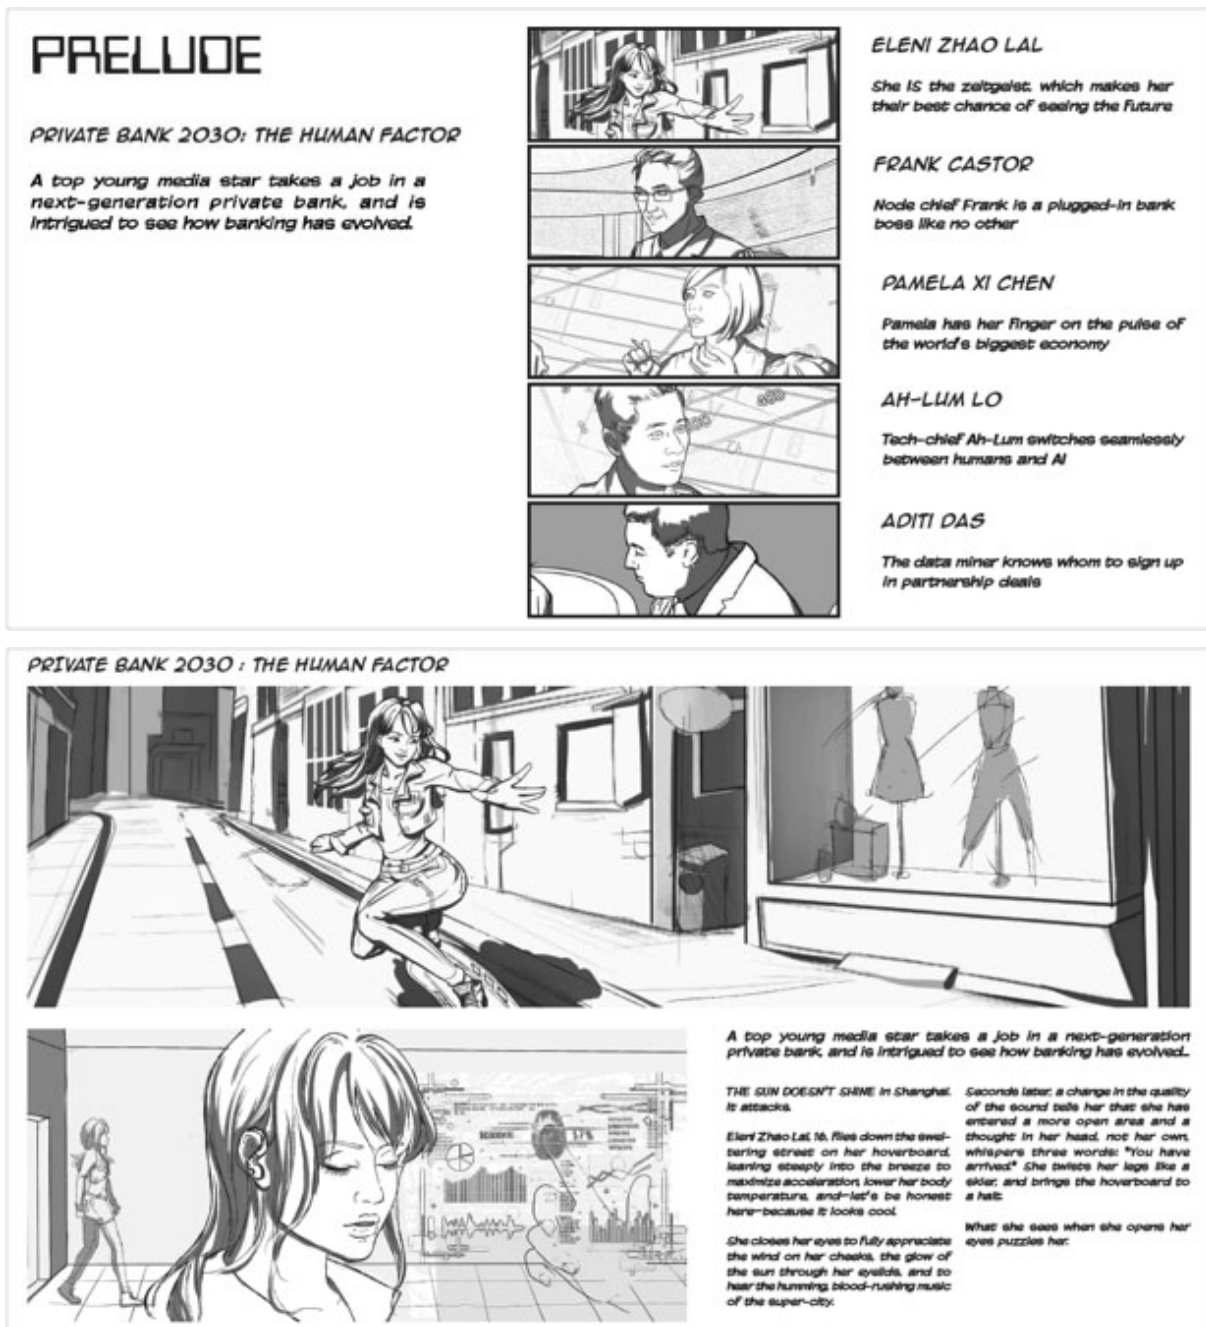 PRELUDE
PRIVATE BANK 2030: THE HUMAN FACTOR
A top young media star takes a job in a
next-generation private bank, and is
intrigued to see how banking has evolved.
ELENI ZHAO LAL
She IS the zeitgeist, which makes her
their best chance of seeing the future
FRANK CASTOR
Node chief Frank is a plugged-in bank
boss like no other
PAMELA XI CHEN
Pamela has her finger on the pulse of
the world's biggest economy
AH-LUM LO
Tech-chief Ah-Lum switches seamlessly
between humans and AI
ADITI DAS
The data miner knows whom to sign up
in partnership deals
PRIVATE BANK 2030 : THE HUMAN FACTOR
A top young media star takes a job in a next-generation
private bank, and is intrigued to see how banking has evolved...
THE SUN DOESN'T SHINE in Shanghai.
It attacks.
Eleni Zhao Lal, 16, flies down the swel-
tering street on her hoverboard,
leaning steeply into the breeze to
maximize acceleration, lower her body
temperature, and—let's be honest
here—because it looks cool.
She closes her eyes to fully appreciate
the wind on her cheeks, the glow of
the sun through her eyelids, and to
hear the humming, blood-rushing music
of the super-city.
Seconds later, a change in the quality
of the sound tells her that she has
entered a more open area and a
thought in her head, not her own,
whispers three words: "You have
arrived." She twists her legs like a
skier, and brings the hoverboard to
a halt.
What she sees when she opens her
eyes puzzles her.